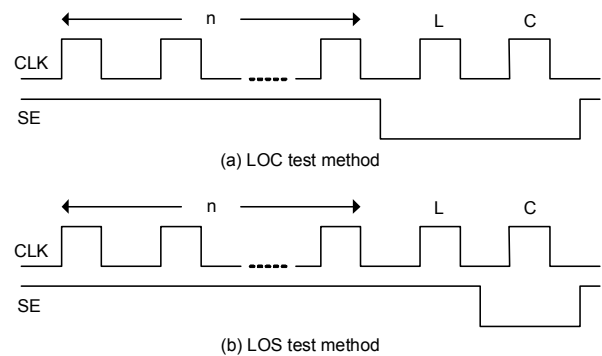 n L C
CLK
SE
(a) LOC test method
n L C
CLK
SE
(b) LOS test method